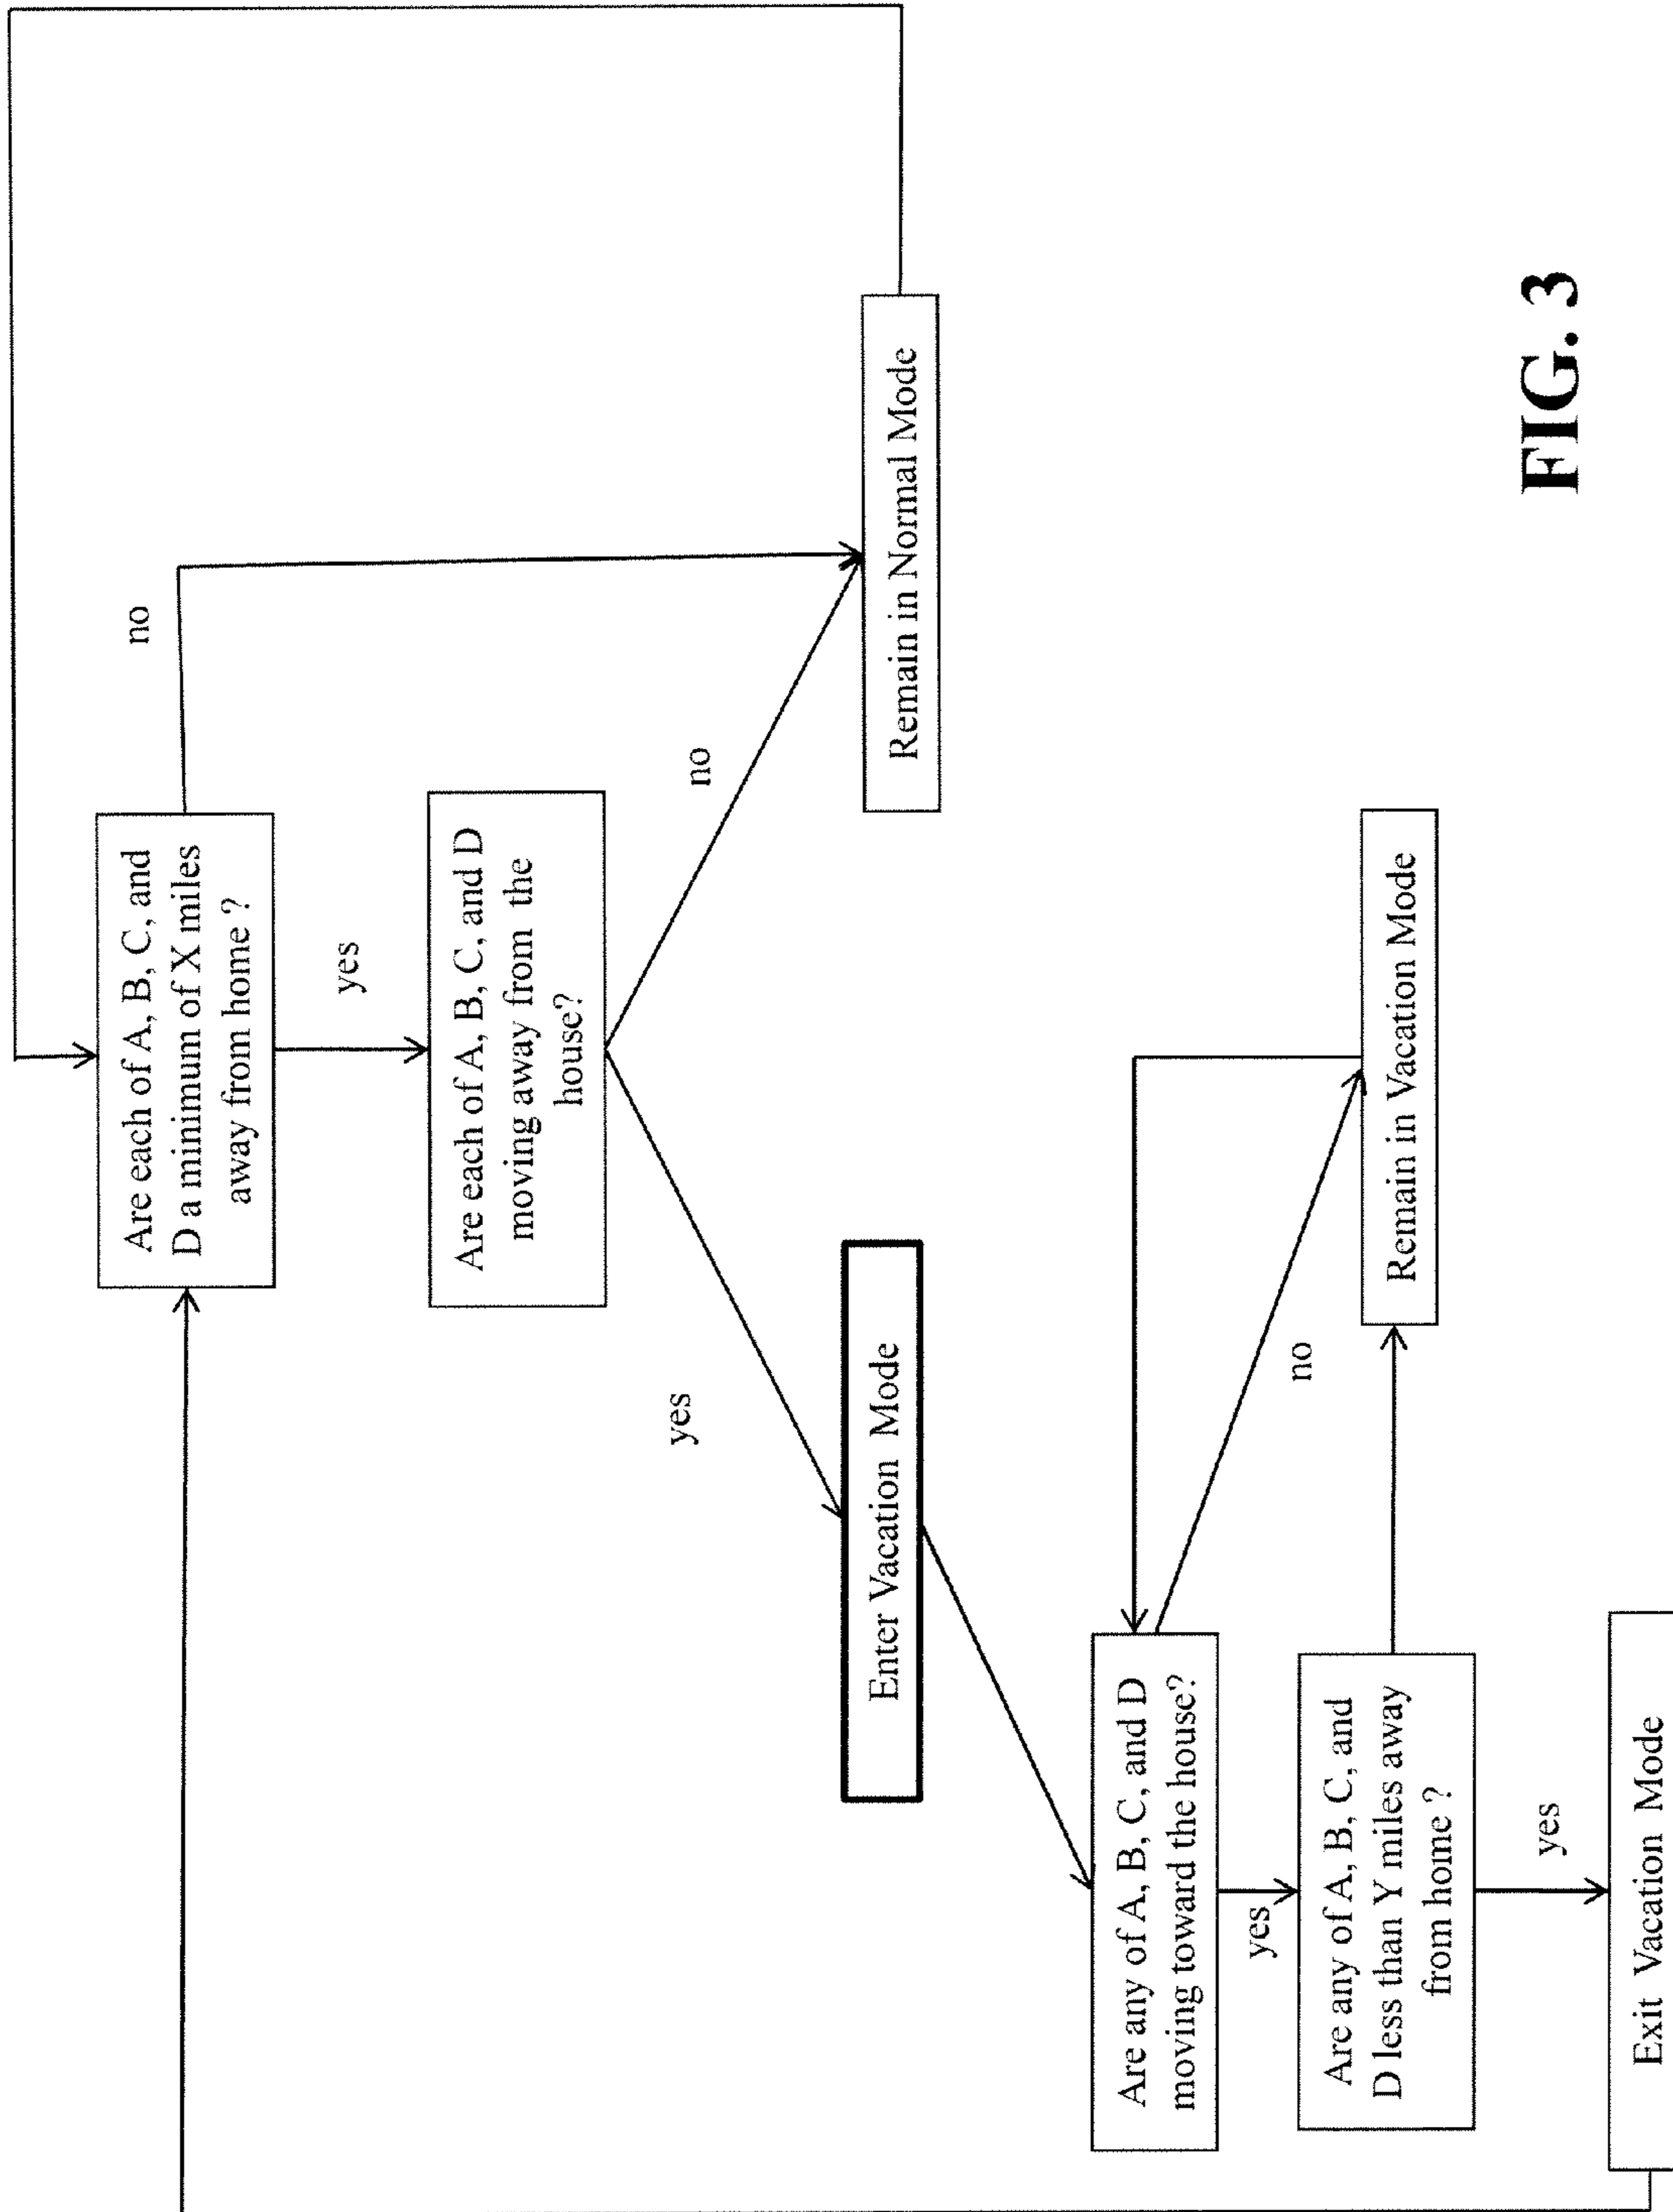 Are each of A, B, C, and
D a minimum of X miles
away from home ?
no
yes
Are each of A, B, C, and D
moving away from the
house?
yes
no
Enter Vacation Mode
Remain in Normal Mode
Are any of A, B, C, and D
moving toward the house?
no
yes
Are any of A, B, C, and
D less than Y miles away
from home ?
Remain in Vacation Mode
yes
Exit Vacation Mode
FIG. 3